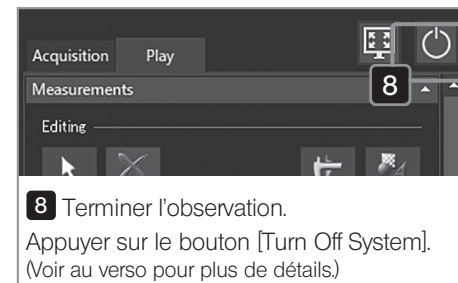 Acquisition Play
Measurements
8
Editing
8 Terminer l'observation.
Appuyer sur le bouton [Turn Off System].
(Voir au verso pour plus de détails.)